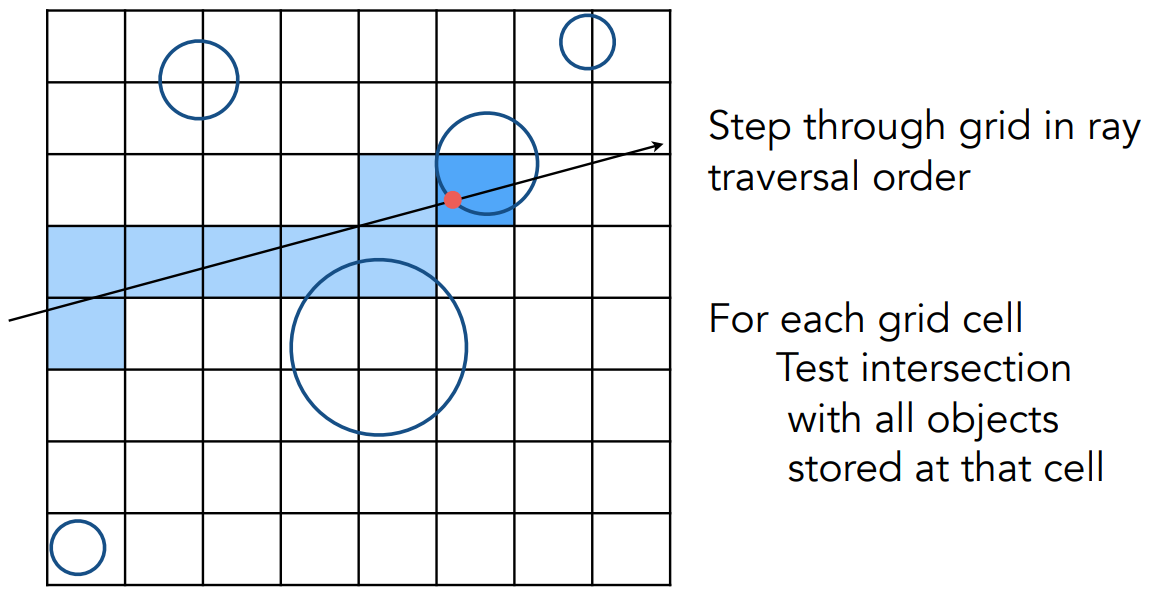 Step through grid in ray
traversal order
For each grid cell
Test intersection
with all objects
stored at that cell